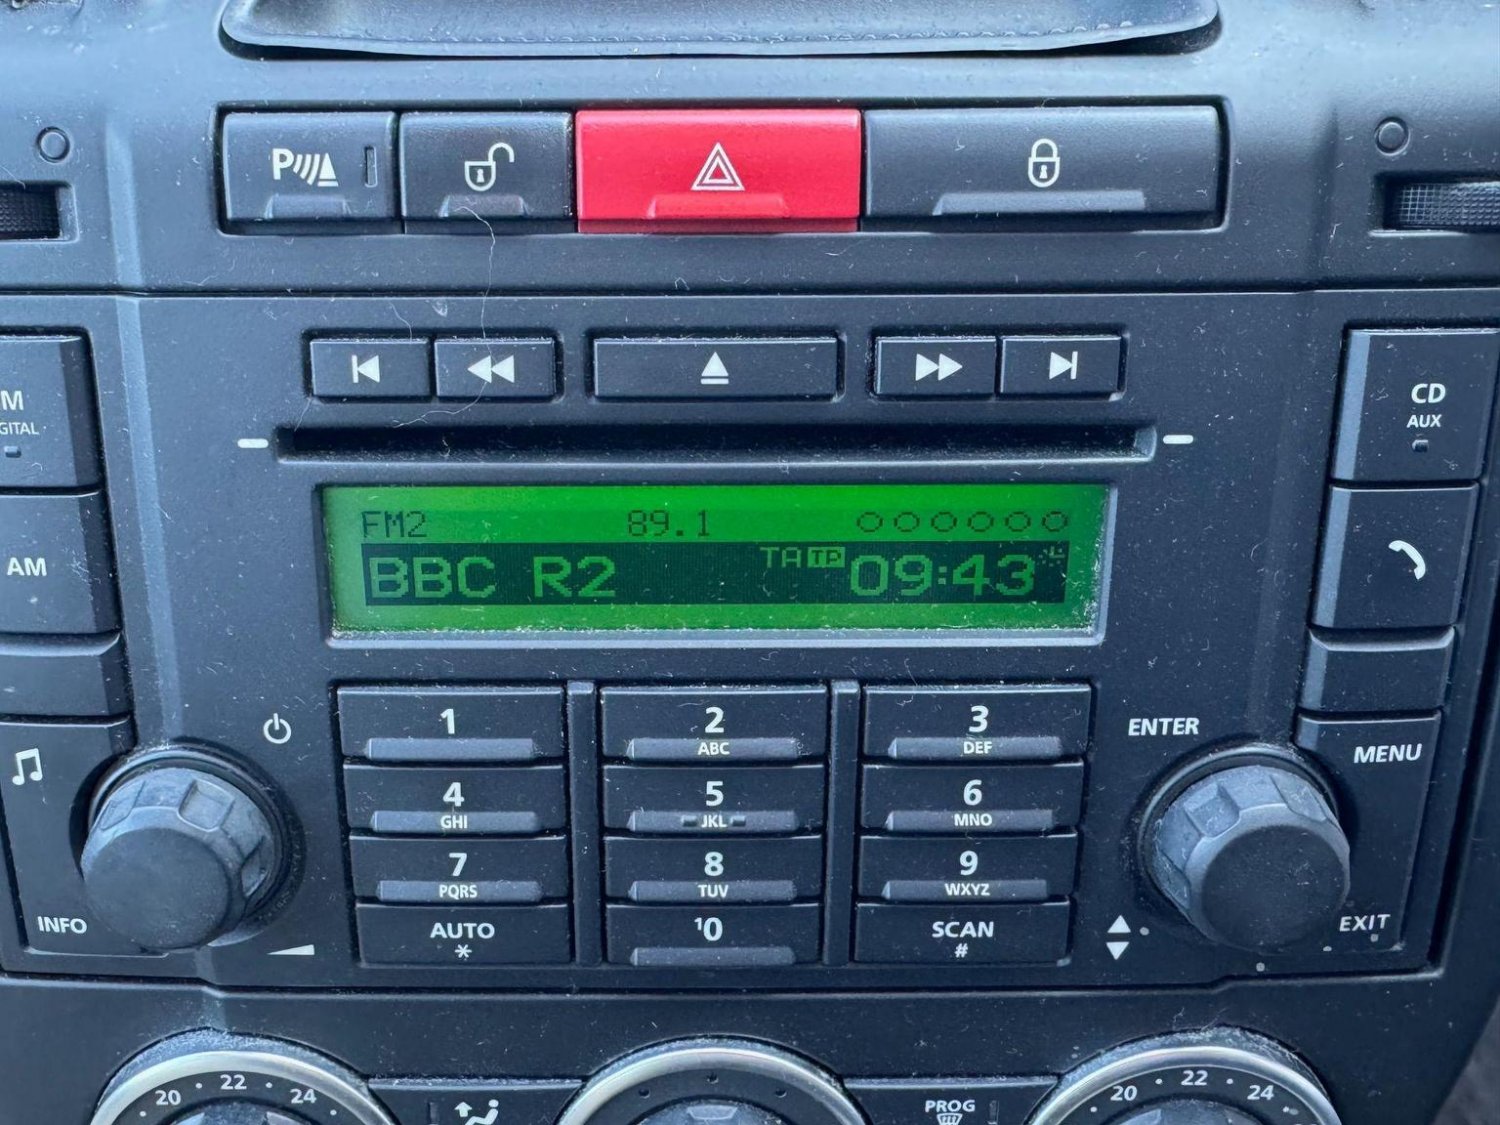 P
CD
AUX
FM2 89.1
BBC R2 TA TP 09:43
AM
1 2 ABC 3 DEF
4 GHI 5 JKL 6 MNO
7 PQRS 8 TUV 9 WXYZ
AUTO * 10 SCAN #
ENTER
MENU
INFO
EXIT
20 22 24
PROG
20 22 24